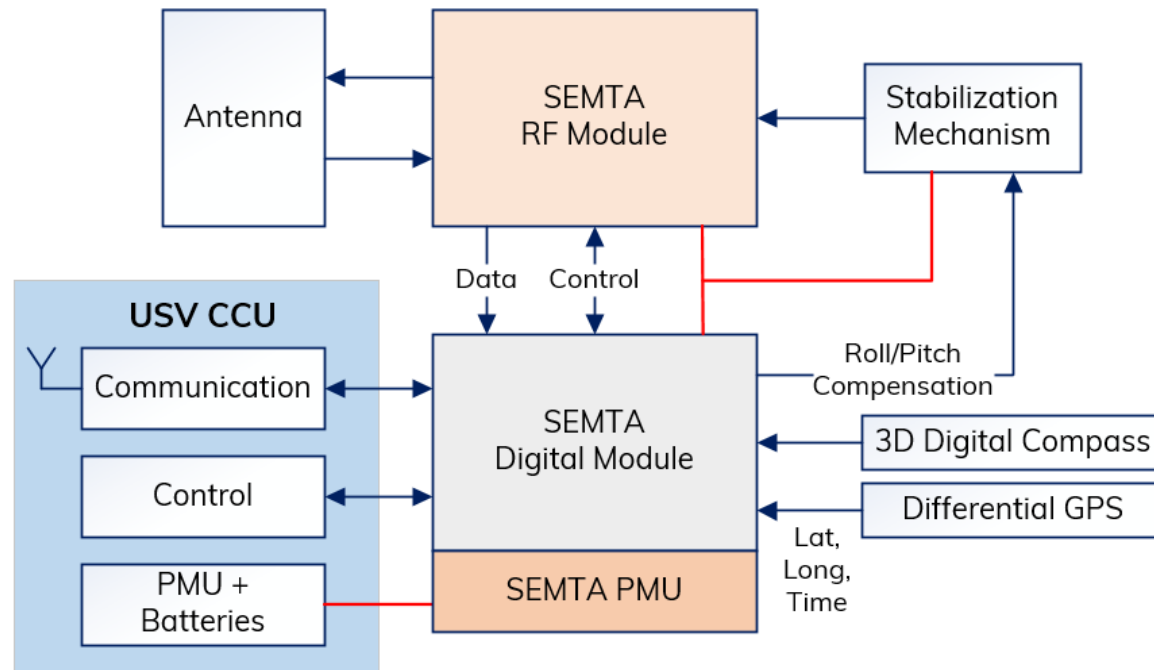 Antenna
SEMTA
RF Module
Stabilization
Mechanism
Data
Control
USV CCU
Communication
Control
PMU +
Batteries
SEMTA
Digital Module
SEMTA PMU
Roll/Pitch
Compensation
3D Digital Compass
Differential GPS
Lat,
Long,
Time